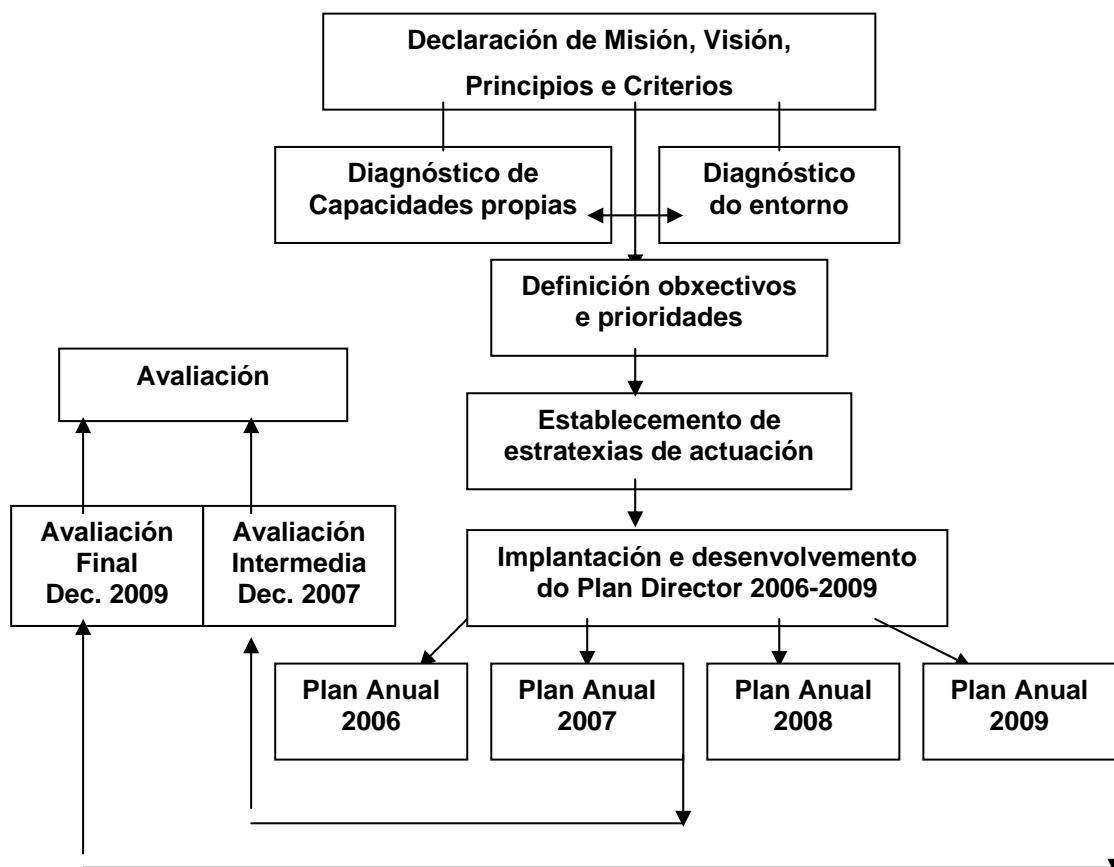 Declaración de Misión, Visión,
Principios e Criterios
Diagnóstico de
Capacidades propias
Diagnóstico
do entorno
Definición obxectivos
e prioridades
Avaliación
Establecemento de
estratexias de actuación
Avaliación
Final
Dec. 2009
Avaliación
Intermedia
Dec. 2007
Implantación e desenvolvemento
do Plan Director 2006-2009
Plan Anual
2006
Plan Anual
2007
Plan Anual
2008
Plan Anual
2009